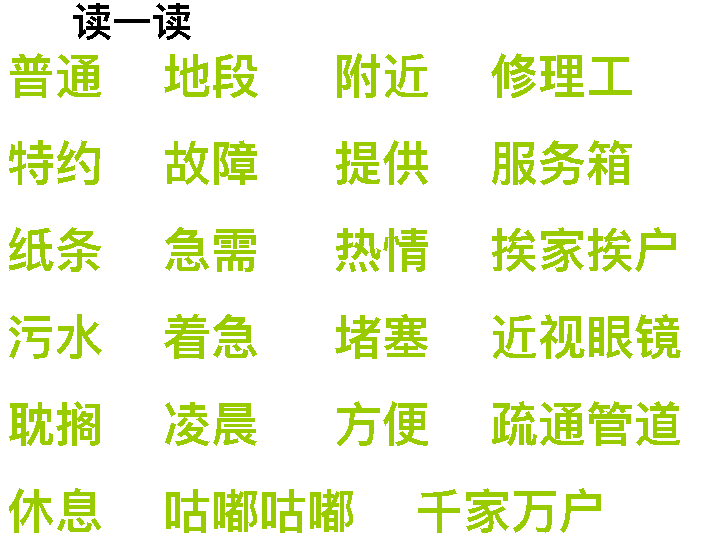 读一读
普通 地段 附近 修理工
特约 故障 提供 服务箱
纸条 急需 热情 挨家挨户
污水 着急 堵塞 近视眼镜
耽搁 凌晨 方便 疏通管道
休息 咕嘟咕嘟 千家万户